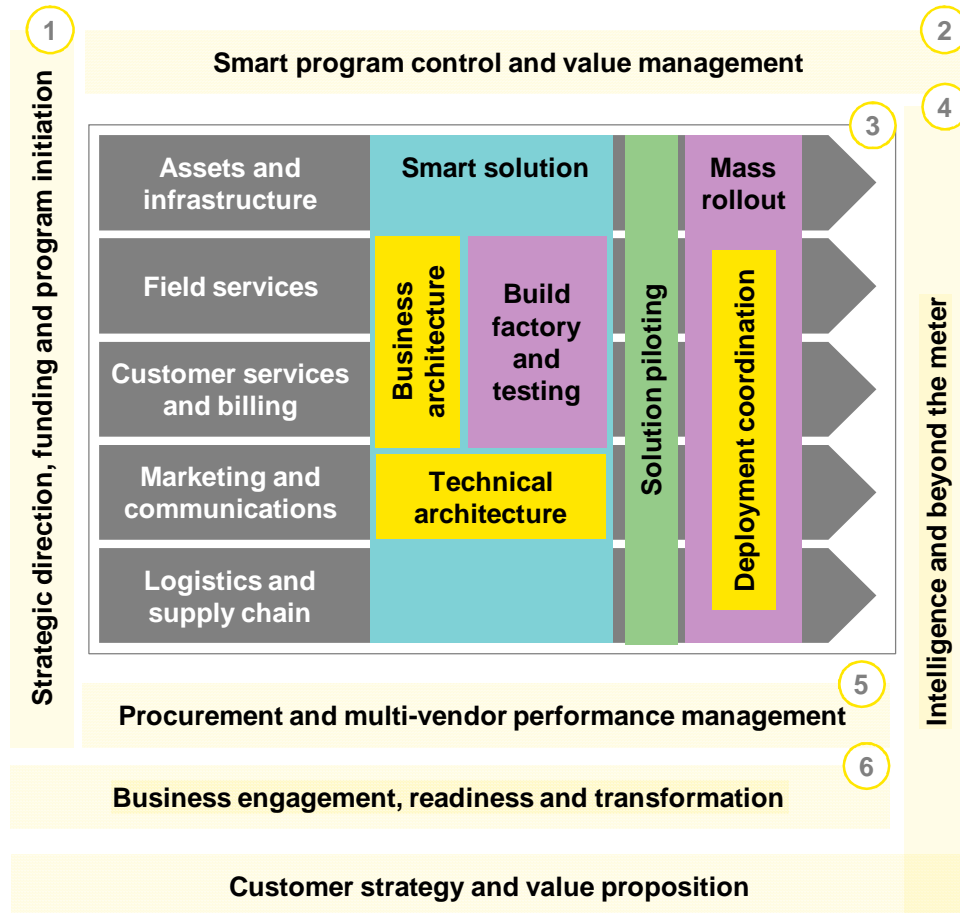 1
2
Smart program control and value management
Strategic direction, funding and program initiation
4
3
Assets and
infrastructure
Smart solution
Mass
rollout
Field services
Business
architecture
Build
factory
and
testing
Solution piloting
Deployment coordination
Customer services
and billing
Marketing and
communications
Technical
architecture
Logistics and
supply chain
Intelligence and beyond the meter
5
Procurement and multi-vendor performance management
6
Business engagement, readiness and transformation
Customer strategy and value proposition